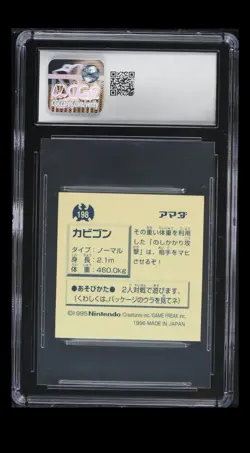 198
アマダ
カビゴン
タイプ：ノーマル
身長：2.1m
体重：460.0kg
その重い体重を利用
した「のしかかり攻
撃」は、相手をマヒ
させるぞ！
●あそびかた● 2人対戦で遊びます。
(くわしくは、パッケージのウラを見てネ)
©1995 Nintendo Creatures inc. GAME FREAK inc.
1996 MADE IN JAPAN